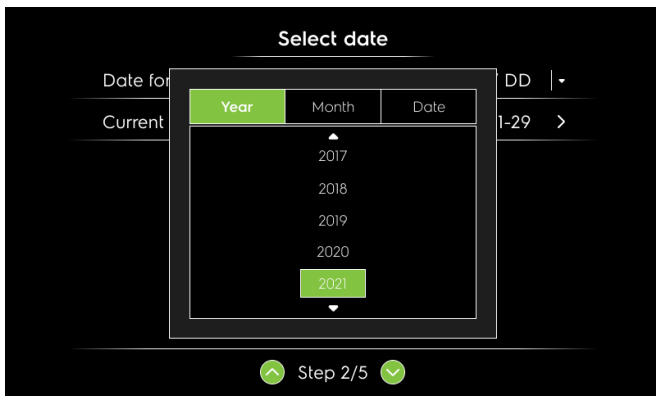 Select date
Date for
DD
Current
1-29
Year Month Date
2017
2018
2019
2020
2021
Step 2/5